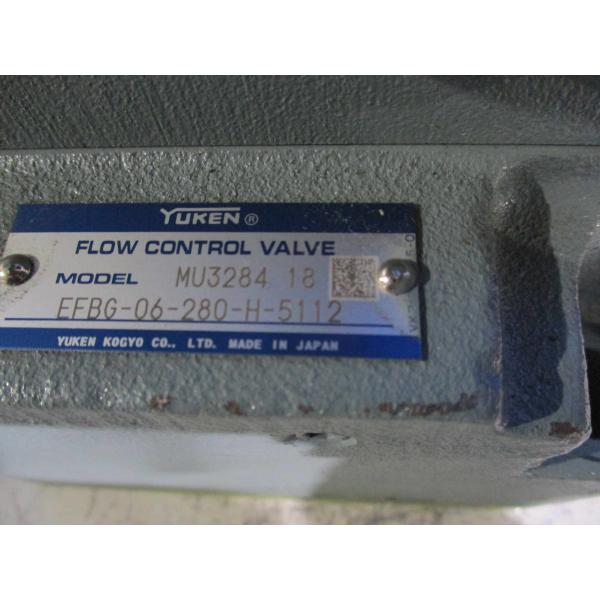 YUKEN ®
FLOW CONTROL VALVE
MODEL MU3284 18
EFBG-06-280-H-5112
YUKEN KOGYO CO., LTD. MADE IN JAPAN